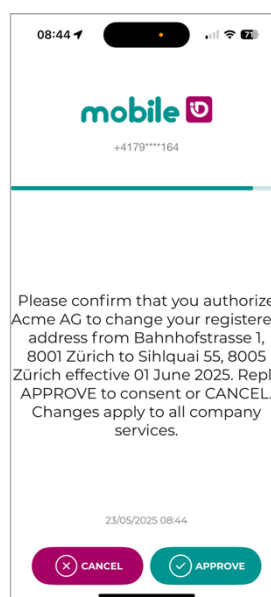 08:44
71
mobile iD
+4179****164
Please confirm that you authorize
Acme AG to change your registere
address from Bahnhofstrasse 1,
8001 Zürich to Sihlquai 55, 8005
Zürich effective 01 June 2025. Repl
APPROVE to consent or CANCEL.
Changes apply to all company
services.
23/05/2025 08:44
CANCEL
APPROVE